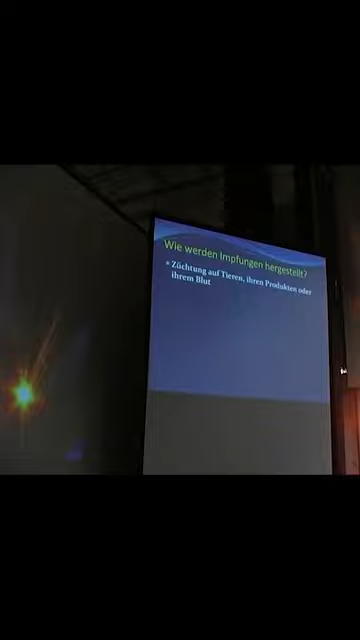 Wie werden Impfungen hergestellt?
* Züchtung auf Tieren, ihren Produkten oder
ihrem Blut